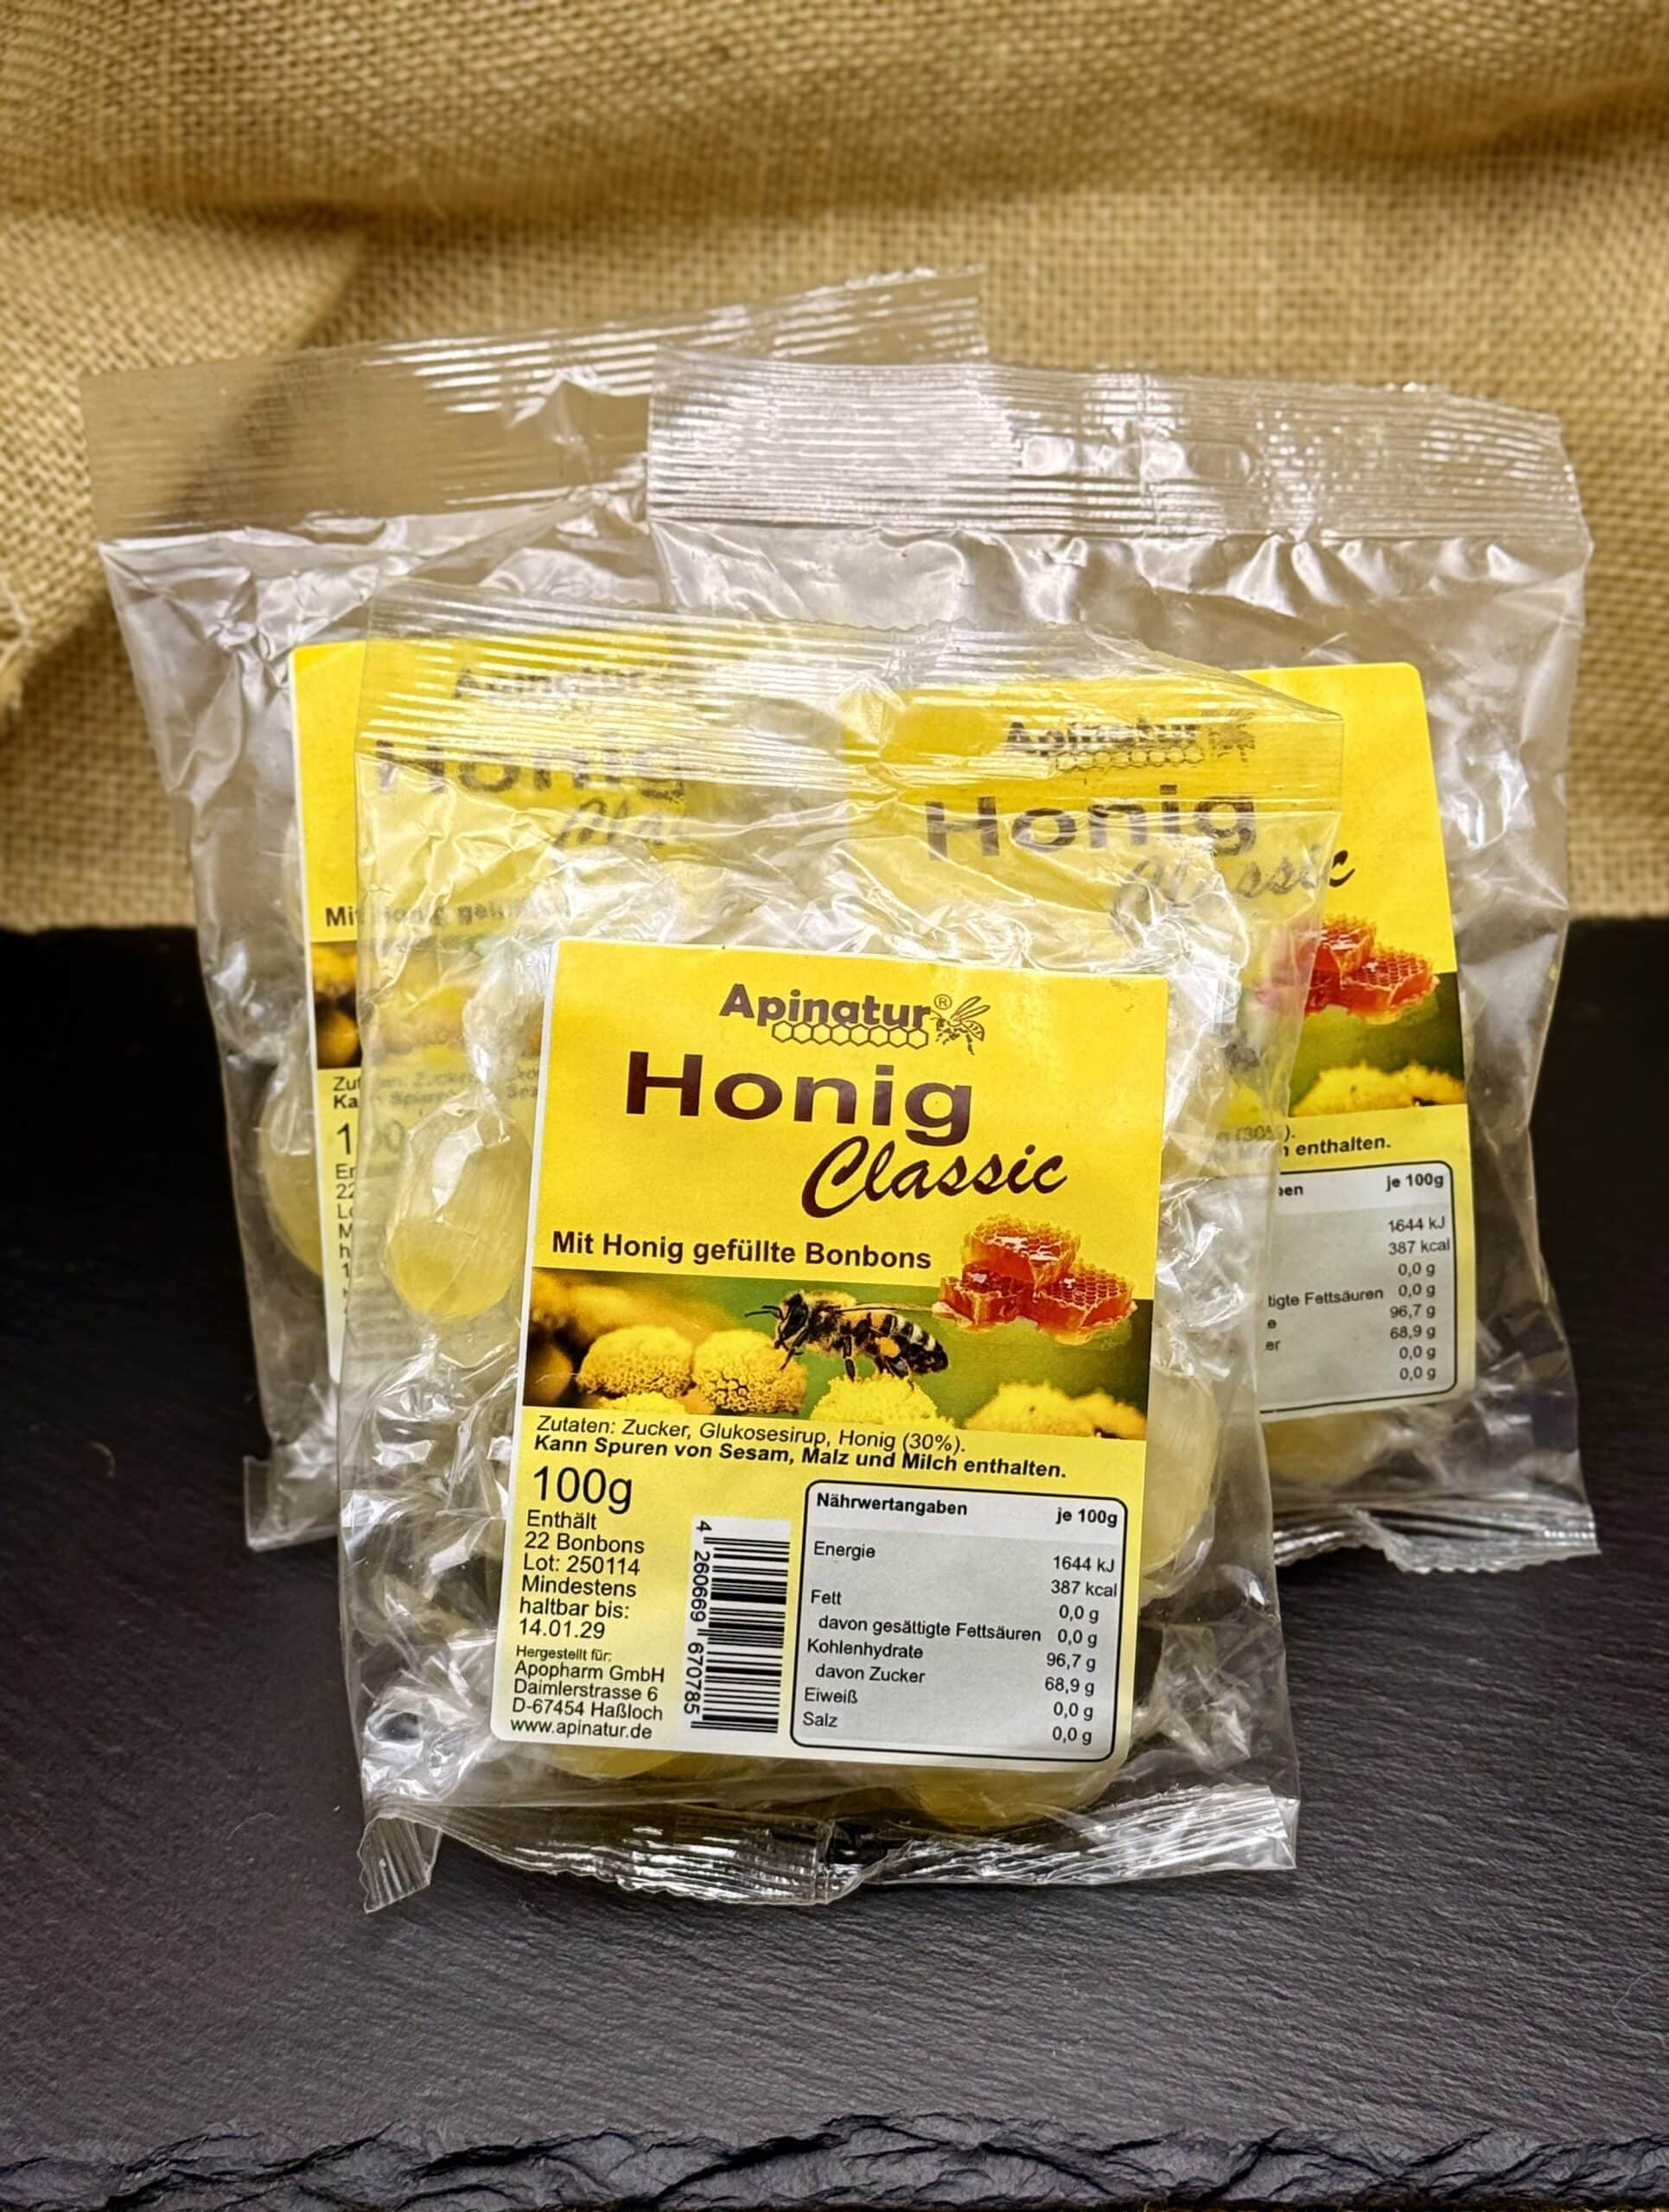 Apinatur
Honig
Mit Honig
Apinatur
Honig
Classic
enthalten.
je 100g
1644 kJ
387 kcal
0,0 g
0,0 g
96,7 g
68,9 g
0,0 g
0,0 g
Apinatur®
Honig
Classic
Mit Honig gefüllte Bonbons
Zutaten: Zucker, Glukosesirup, Honig (30%).
Kann Spuren von Sesam, Malz und Milch enthalten.
100g
Enthält
22 Bonbons
Lot: 250114
Mindestens
haltbar bis:
14.01.29
Hergestellt für:
Apopharm GmbH
Daimlerstrasse 6
D-67454 Haßloch
www.apinatur.de
4 260669 670785
Nährwertangaben je 100g
Energie 1644 kJ
387 kcal
Fett 0,0 g
davon gesättigte Fettsäuren 0,0 g
Kohlenhydrate 96,7 g
davon Zucker 68,9 g
Eiweiß 0,0 g
Salz 0,0 g